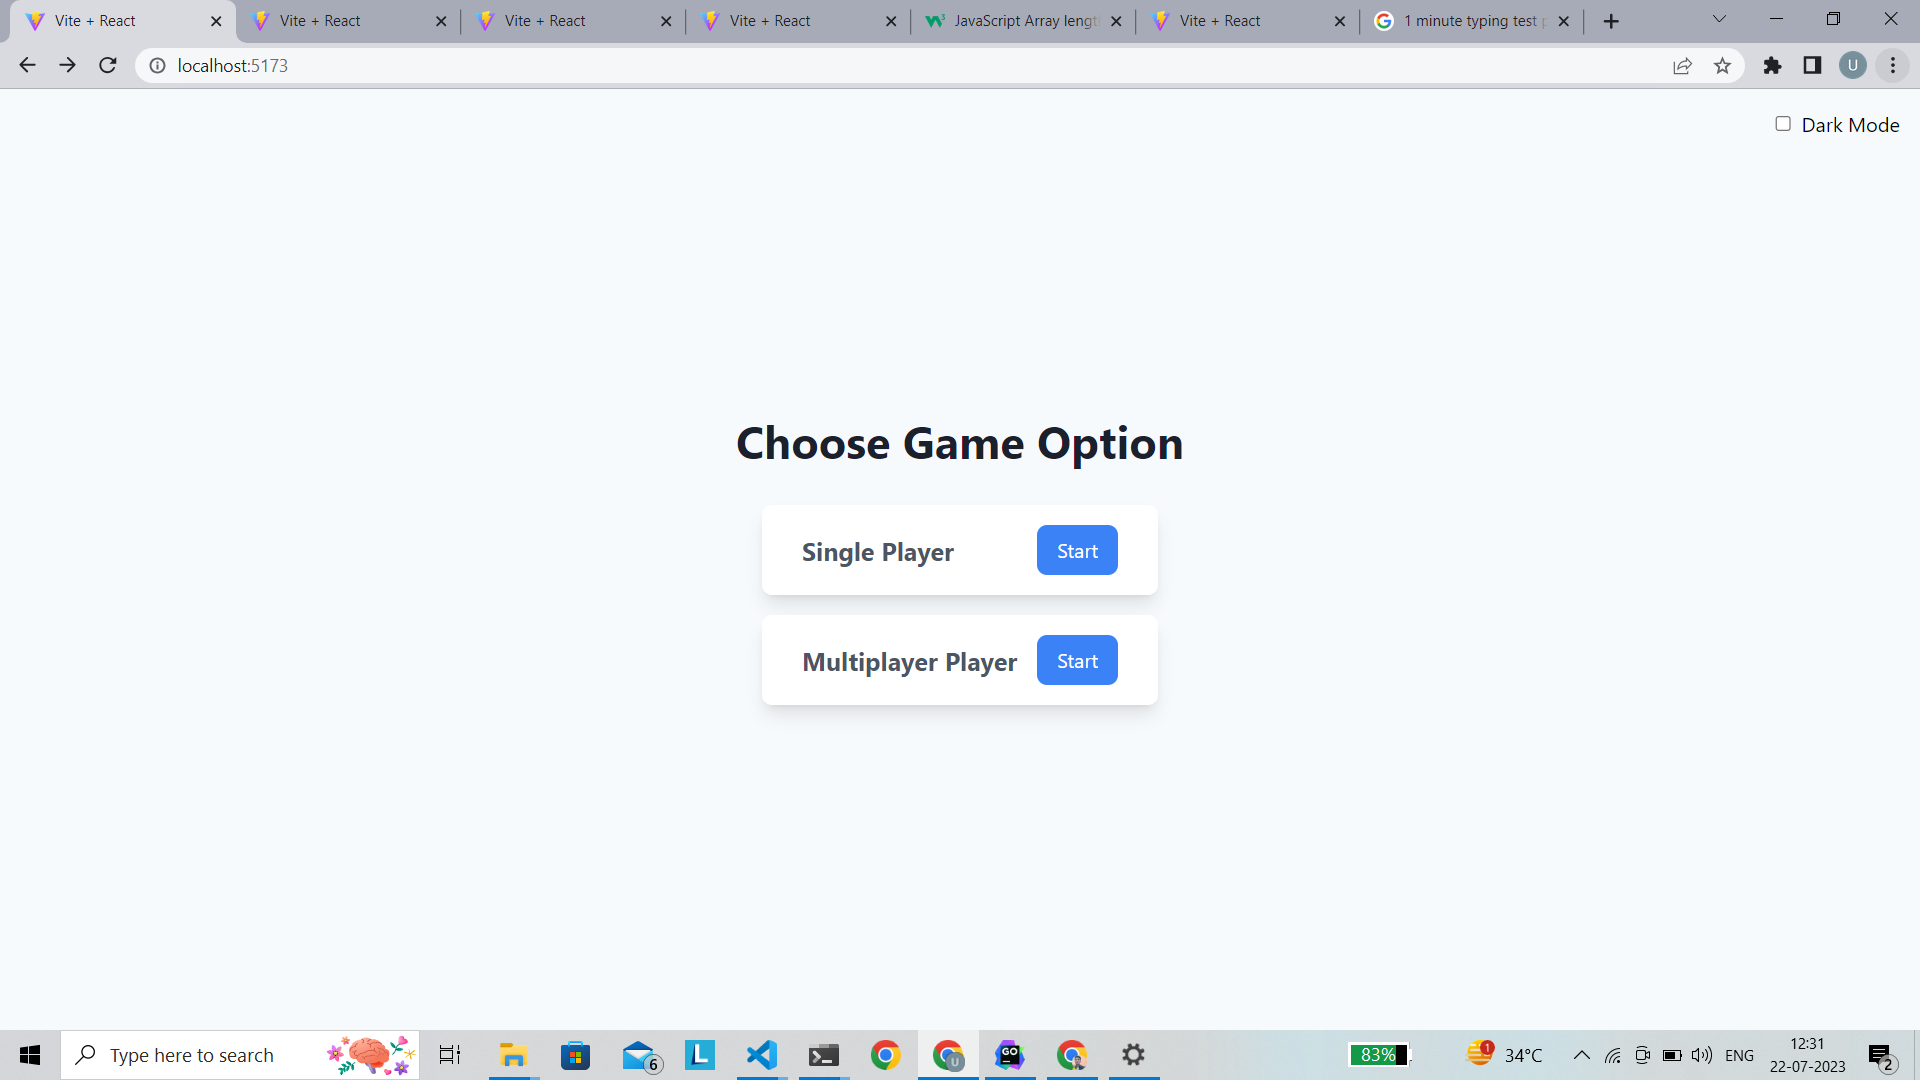 Vite + React
Vite + React
Vite + React
Vite + React
JavaScript Array lengt
Vite + React
1 minute typing test p
localhost:5173
U
Dark Mode
Choose Game Option
Single Player
Start
Multiplayer Player
Start
Type here to search
6
L
U
GO
83%
1
34°C
ENG
12:31
22-07-2023
2